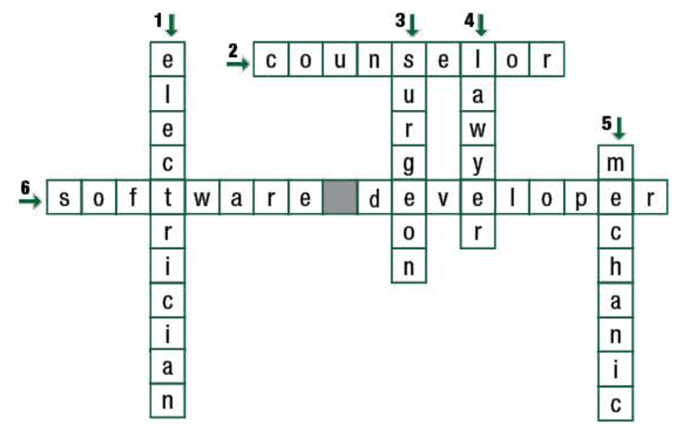 1
3
4
2 counselor
5
6 software developer
electrician
surgeon
lawyer
mechanic